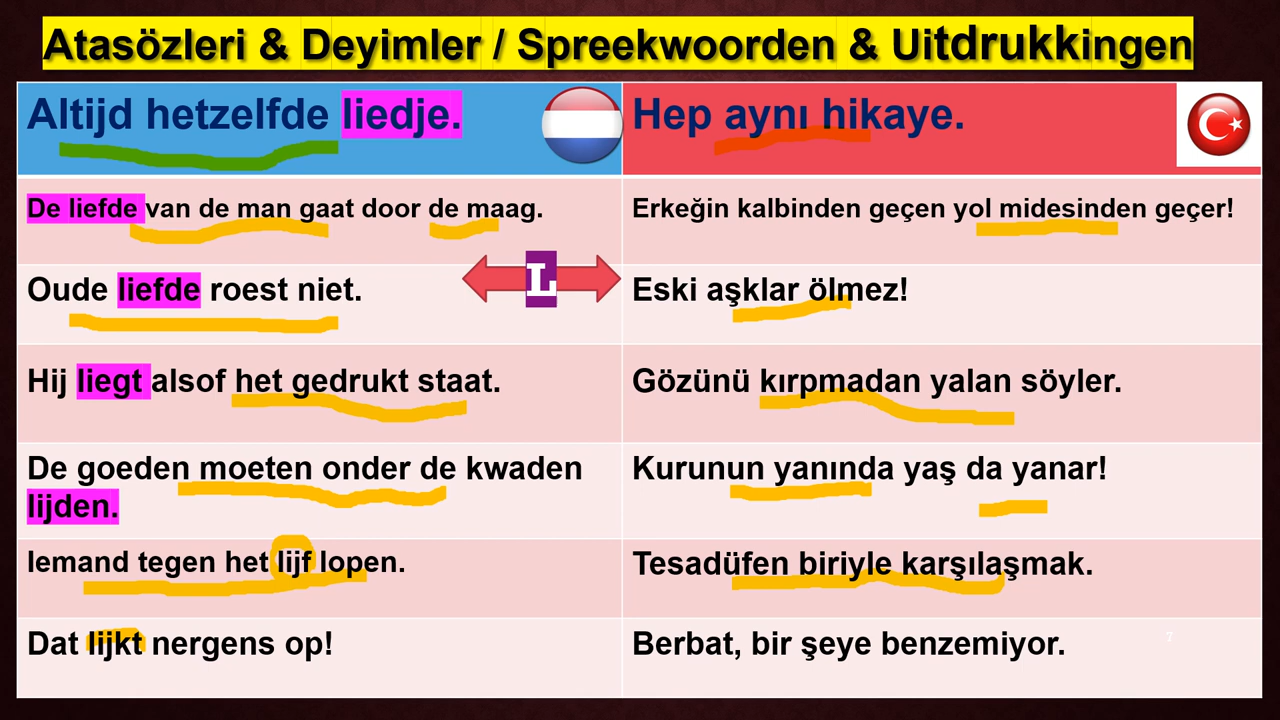 Atasözleri & Deyimler / Spreekwoorden & Uitdrukkingen
Altijd hetzelfde liedje.
Hep aynı hikaye.
De liefde van de man gaat door de maag.
Erkeğin kalbinden geçen yol midesinden geçer!
L
Oude liefde roest niet.
Eski aşklar ölmez!
Hij liegt alsof het gedrukt staat.
Gözünü kırpmadan yalan söyler.
De goeden moeten onder de kwaden
lijden.
Kurunun yanında yaş da yanar!
Iemand tegen het lijf lopen.
Tesadüfen biriyle karşılaşmak.
Dat lijkt nergens op!
Berbat, bir şeye benzemiyor.
7